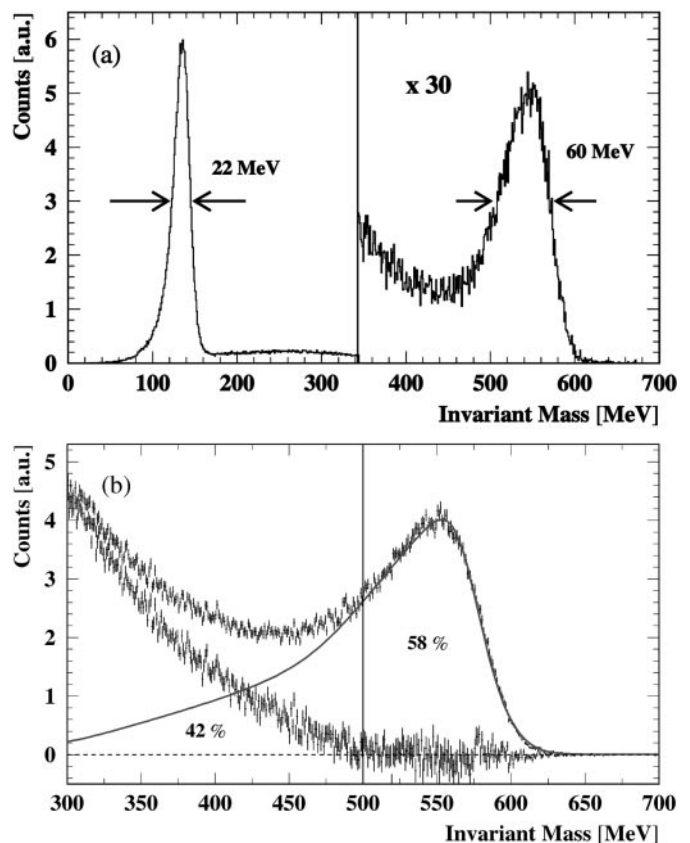 Counts [a.u.]
6
5
4
3
2
1
0
(a)
x 30
22 MeV
60 MeV
0 100 200 300 400 500 600 700
Invariant Mass [MeV]
Counts [a.u.]
5
4
3
2
1
0
(b)
58 %
42 %
300 350 400 450 500 550 600 650 700
Invariant Mass [MeV]